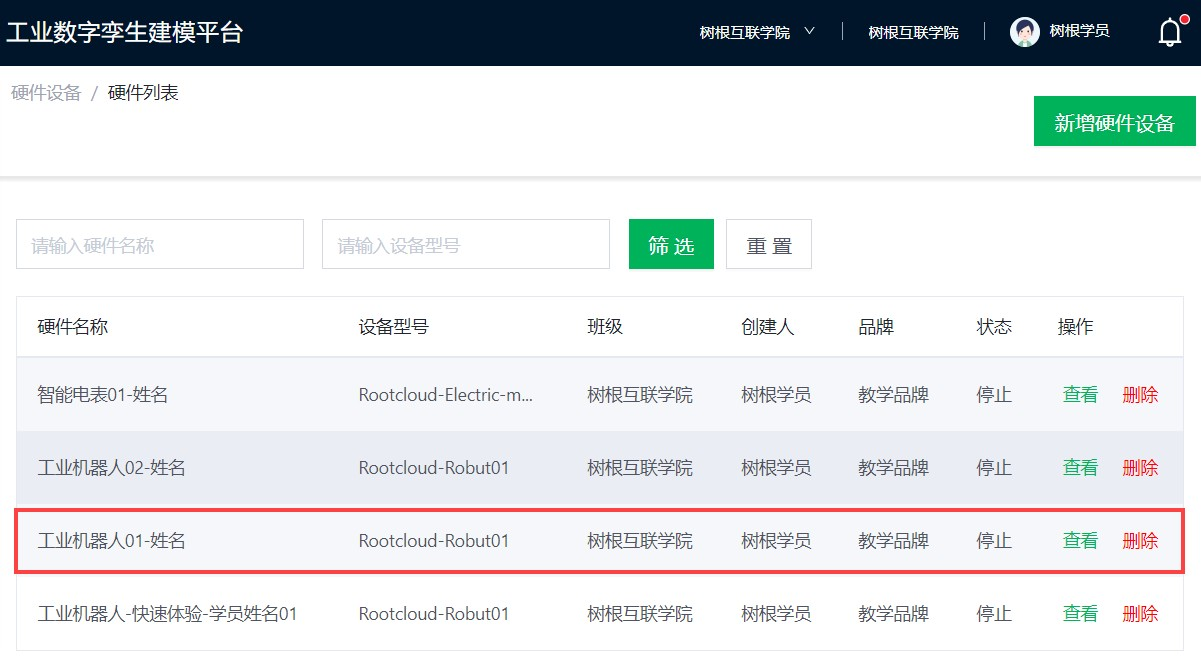 工业数字孪生建模平台 树根互联学院 树根互联学院 树根学员
硬件设备 / 硬件列表
新增硬件设备
请输入硬件名称 请输入设备型号 筛 选 重 置
硬件名称 设备型号 班级 创建人 品牌 状态 操作
智能电表01-姓名 Rootcloud-Electric-m... 树根互联学院 树根学员 教学品牌 停止 查看 删除
工业机器人02-姓名 Rootcloud-Robut01 树根互联学院 树根学员 教学品牌 停止 查看 删除
工业机器人01-姓名 Rootcloud-Robut01 树根互联学院 树根学员 教学品牌 停止 查看 删除
工业机器人-快速体验-学员姓名01 Rootcloud-Robut01 树根互联学院 树根学员 教学品牌 停止 查看 删除